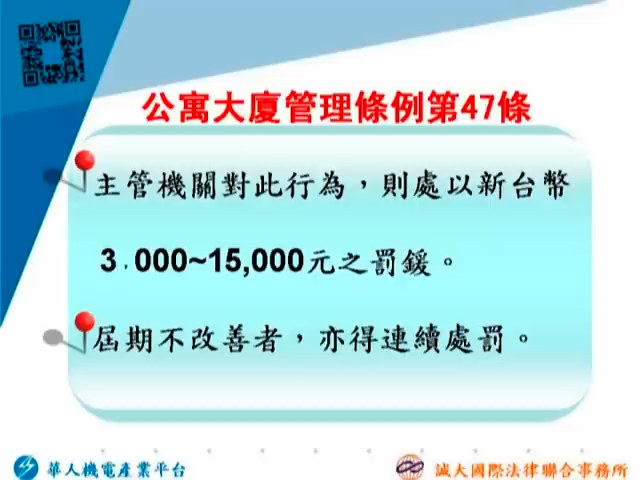 公寓大廈管理條例第47條
主管機關對此行為，則處以新台幣
3,000~15,000元之罰鍰。
屆期不改善者，亦得連續處罰。
華人機電產業平台
誠大國際法律聯合事務所